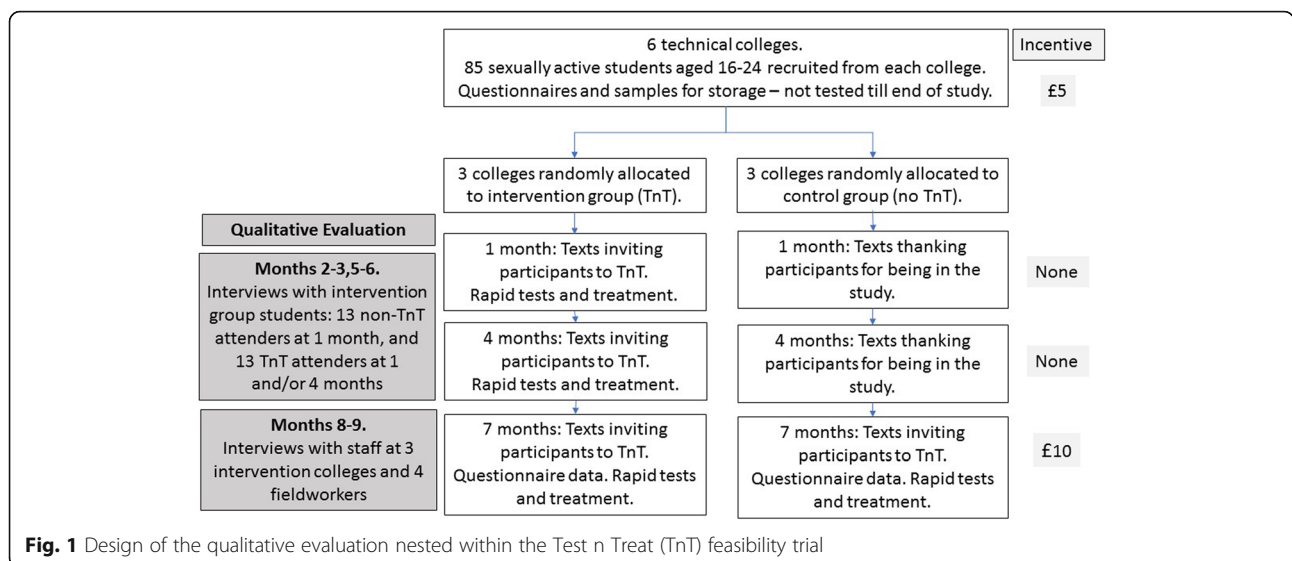 6 technical colleges.
85 sexually active students aged 16-24 recruited from each college.
Questionnaires and samples for storage – not tested till end of study.
Incentive
£5
3 colleges randomly allocated
to intervention group (TnT).
3 colleges randomly allocated to
control group (no TnT).
Qualitative Evaluation
Months 2-3,5-6.
Interviews with intervention
group students: 13 non-TnT
attenders at 1 month, and
13 TnT attenders at 1
and/or 4 months
1 month: Texts inviting
participants to TnT.
Rapid tests and treatment.
1 month: Texts thanking
participants for being in the
study.
None
4 months: Texts inviting
participants to TnT.
Rapid tests and treatment.
4 months: Texts thanking
participants for being in the
study.
None
Months 8-9.
Interviews with staff at 3
intervention colleges and 4
fieldworkers
7 months: Texts inviting
participants to TnT.
Questionnaire data. Rapid tests
and treatment.
7 months: Texts inviting
participants to TnT.
Questionnaire data. Rapid tests
and treatment.
£10
Fig. 1 Design of the qualitative evaluation nested within the Test n Treat (TnT) feasibility trial